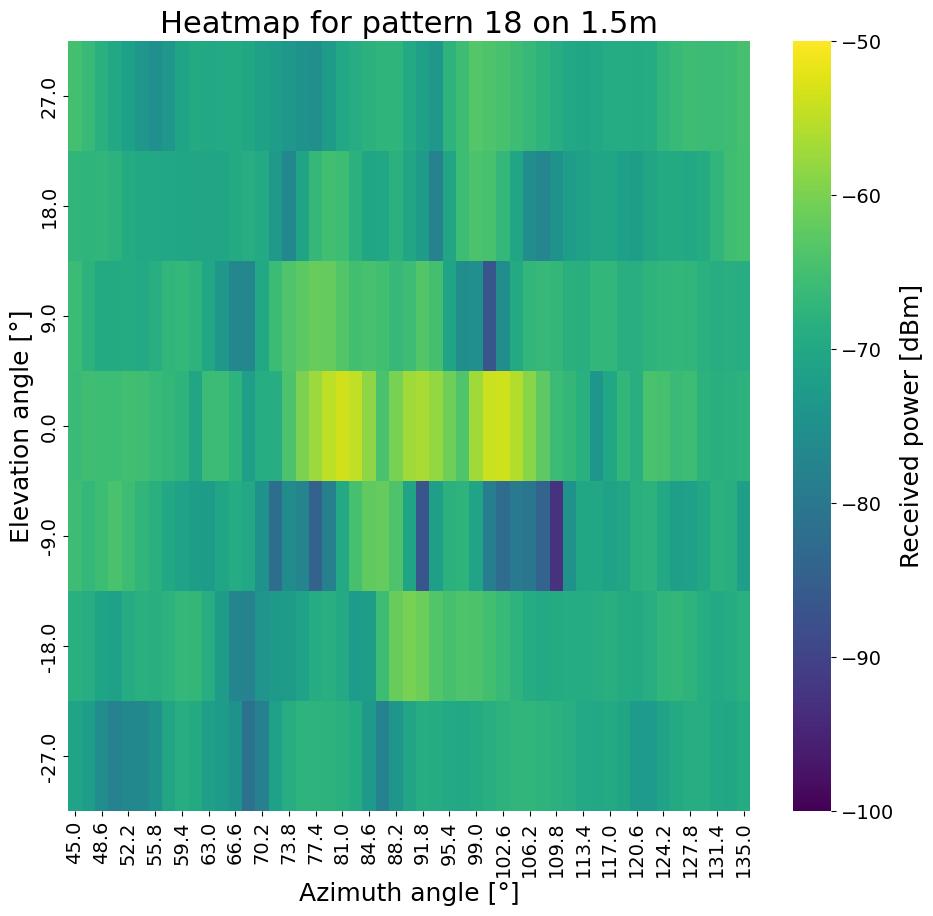 Heatmap for pattern 18 on 1.5m
Elevation angle [°]
27.0
18.0
9.0
0.0
-9.0
-18.0
-27.0
45.0 48.6 52.2 55.8 59.4 63.0 66.6 70.2 73.8 77.4 81.0 84.6 88.2 91.8 95.4 99.0 102.6 106.2 109.8 113.4 117.0 120.6 124.2 127.8 131.4 135.0
Azimuth angle [°]
−50
−60
−70
−80
−90
−100
Received power [dBm]